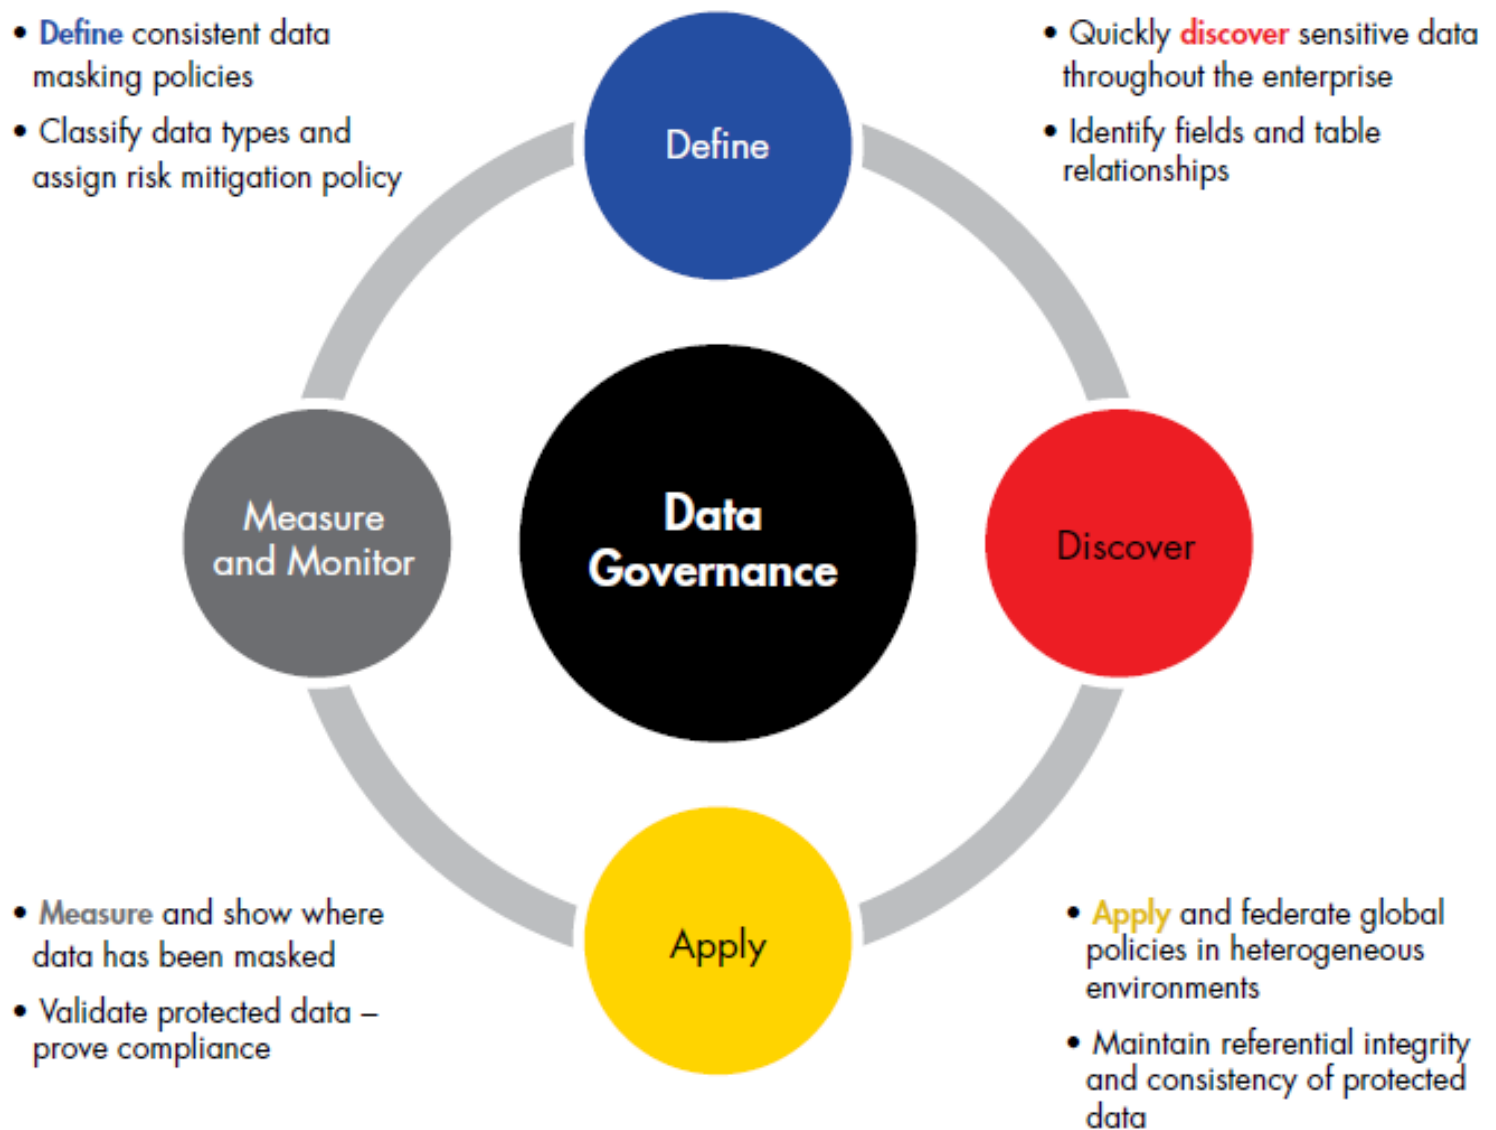 • Define consistent data
masking policies
• Classify data types and
assign risk mitigation policy
Define
• Quickly discover sensitive data
throughout the enterprise
• Identify fields and table
relationships
Measure
and Monitor
Data
Governance
Discover
• Measure and show where
data has been masked
• Validate protected data –
prove compliance
Apply
• Apply and federate global
policies in heterogeneous
environments
• Maintain referential integrity
and consistency of protected
data